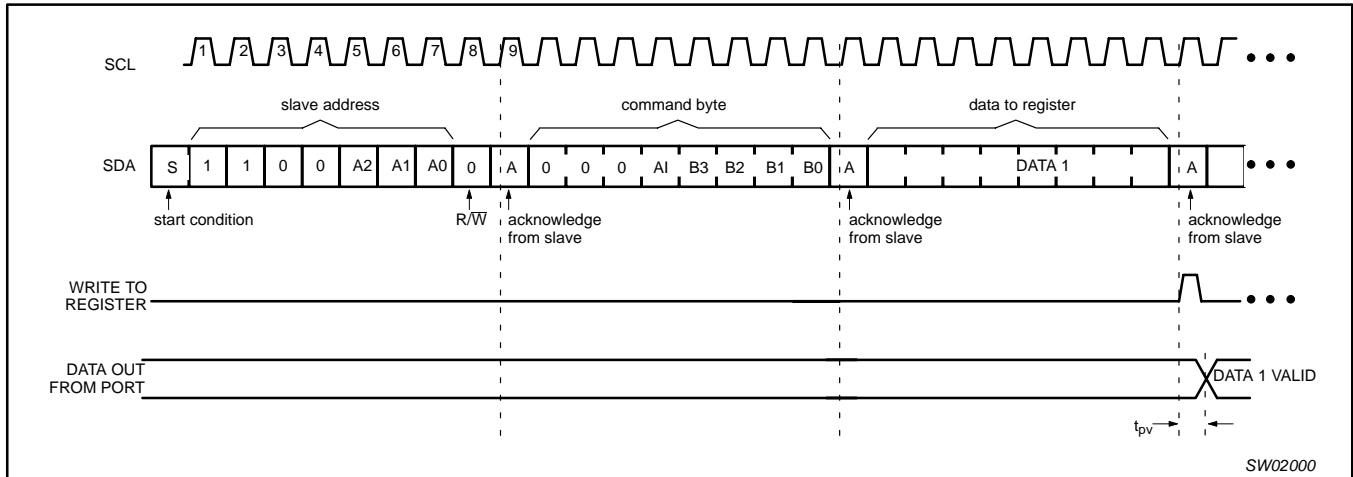 SCL 1 2 3 4 5 6 7 8 9
slave address command byte data to register
SDA S 1 1 0 0 A2 A1 A0 0 A 0 0 0 AI B3 B2 B1 B0 A DATA 1 A
start condition R/W̅ acknowledge from slave acknowledge from slave acknowledge from slave
WRITE TO
REGISTER
DATA OUT
FROM PORT
DATA 1 VALID
tpv
SW02000